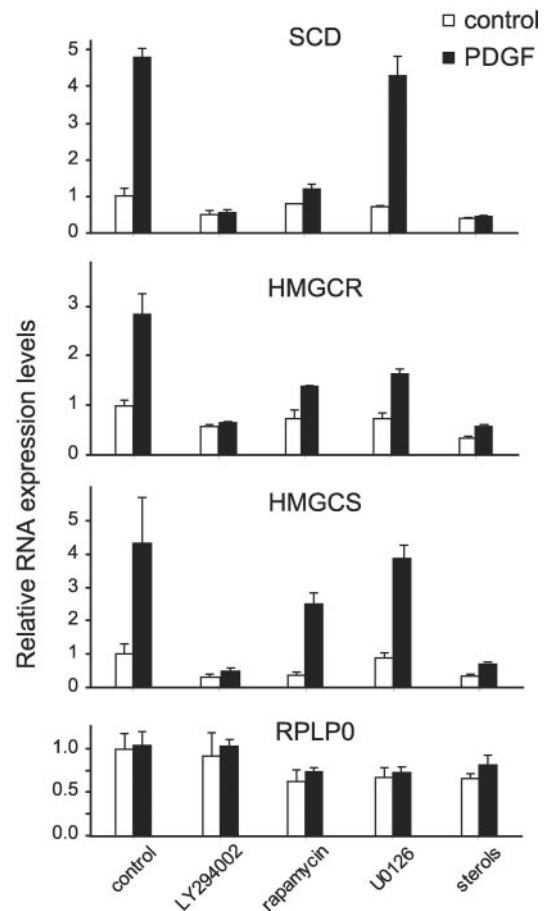 control
PDGF
SCD
5
4
3
2
1
0
HMGCR
3
2
1
0
HMGCS
5
4
3
2
1
0
RPLP0
1.0
0.5
0.0
Relative RNA expression levels
control
LY294002
rapamycin
U0126
sterols